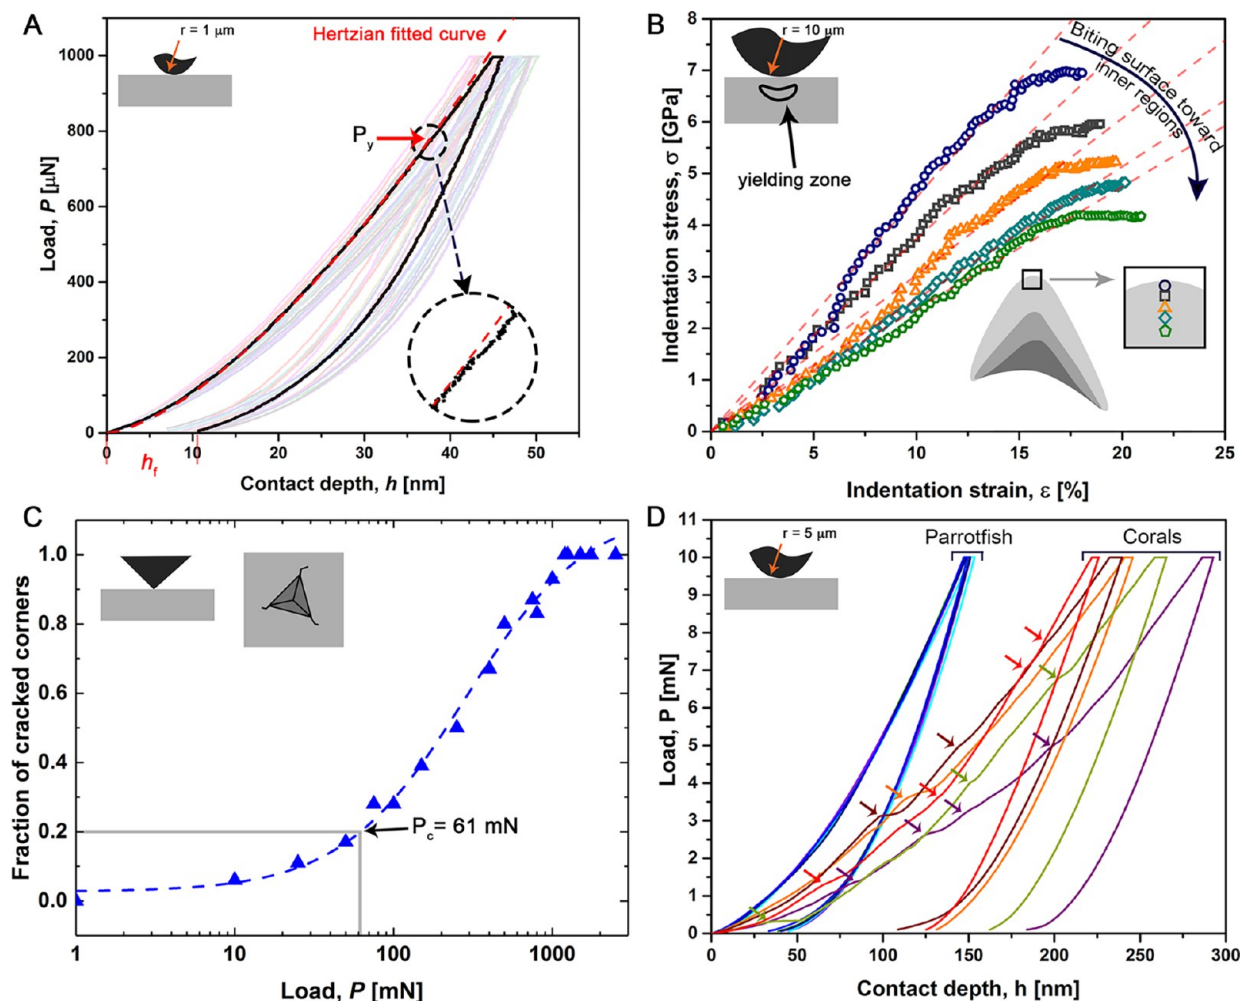 A
r = 1 μm
Hertzian fitted curve
1000
800
600
400
200
0
Load, P [μN]
Py
hf
0 10 20 30 40 50
Contact depth, h [nm]
B
r = 10 μm
yielding zone
Biting surface toward
inner regions
8
7
6
5
4
3
2
1
0
Indentation stress, σ [GPa]
0 5 10 15 20 25
Indentation strain, ε [%]
C
1.0
0.8
0.6
0.4
0.2
0.0
Fraction of cracked corners
Pc= 61 mN
1 10 100 1000
Load, P [mN]
D
r = 5 μm
Parrotfish
Corals
11
10
9
8
7
6
5
4
3
2
1
0
Load, P [mN]
0 50 100 150 200 250 300
Contact depth, h [nm]